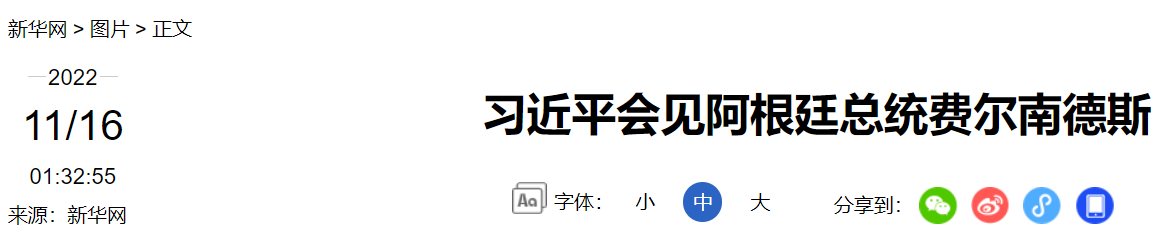 新华网 > 图片 > 正文
2022
11/16
01:32:55
来源：新华网
习近平会见阿根廷总统费尔南德斯
Aa 字体： 小 中 大 分享到：